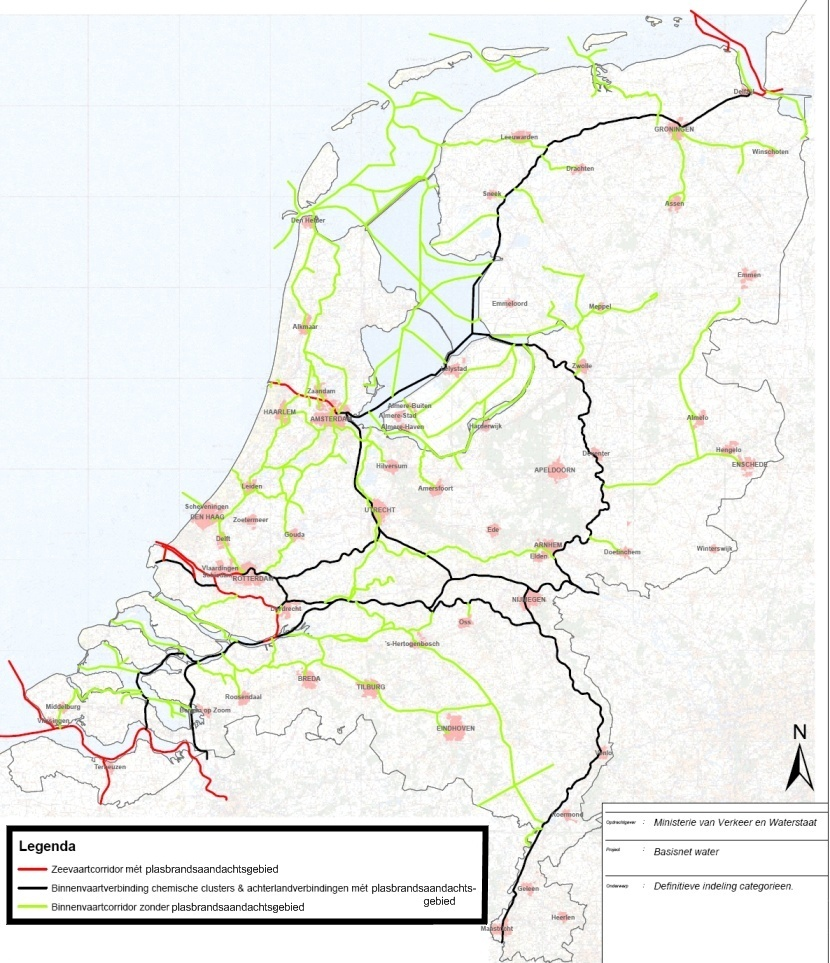 Delfzijl
GRONINGEN
Leeuwarden
Winschoten
Drachten
Sneek
Assen
Den Helder
Emmen
Emmeloord
Meppel
Alkmaar
Zwolle
Lelystad
Zaandam
Almere-Buiten
HAARLEM
AMSTERDAM
Almere-Stad
Almelo
Almere-Haven
Harderwijk
Hengelo
Deventer
ENSCHEDE
Hilversum
APELDOORN
Leiden
Amersfoort
Scheveningen
UTRECHT
DEN HAAG
Zoetermeer
Ede
Delft
Gouda
ARNHEM
Winterswijk
Doetinchem
Elden
Vlaardingen
Schiedam
ROTTERDAM
NIJMEGEN
Dordrecht
Oss
's-Hertogenbosch
BREDA
TILBURG
Roosendaal
Middelburg
Bergen op Zoom
Vlissingen
EINDHOVEN
N
Venlo
Terneuzen
Roermond
Opdrachtgever : Ministerie van Verkeer en Waterstaat
Project : Basisnet water
Onderwerp : Definitieve indeling categorieen.
Geleen
Heerlen
Maastricht
Legenda
Zeevaartcorridor mét plasbrandsaandachtsgebied
Binnenvaartverbinding chemische clusters & achterlandverbindingen mét plasbrandsaandachts-
gebied
Binnenvaartcorridor zonder plasbrandsaandachtsgebied